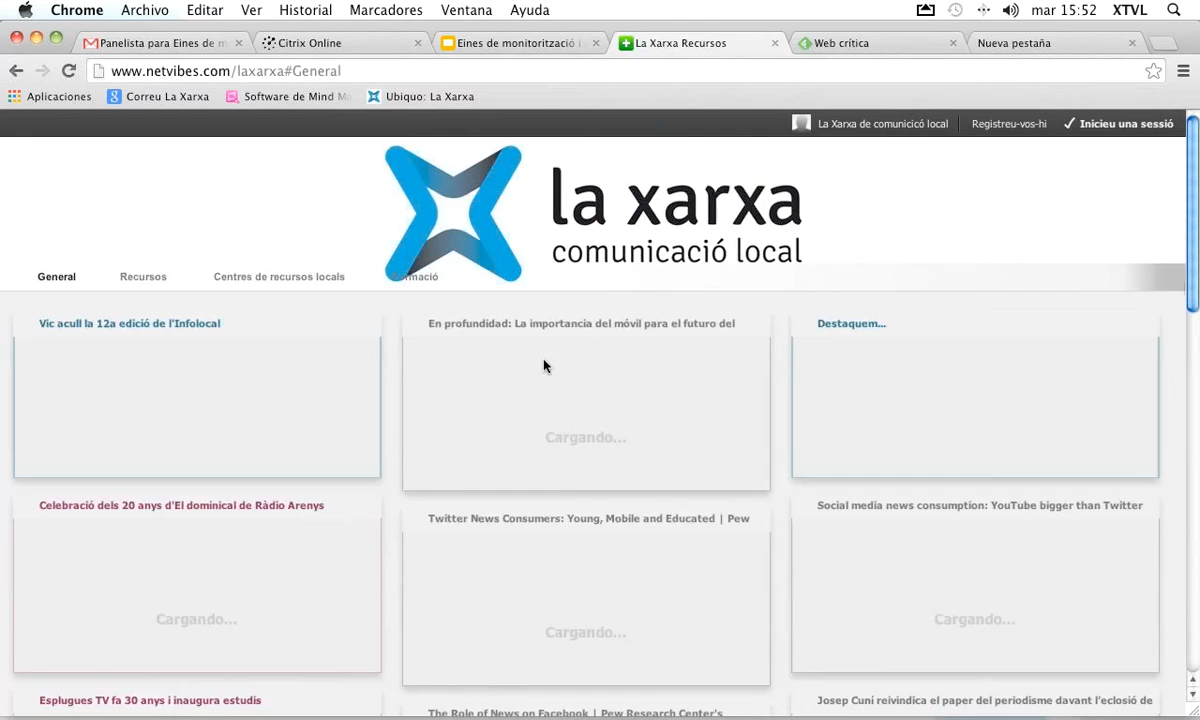 Chrome Archivo Editar Ver Historial Marcadores Ventana Ayuda mar 15:52 XTVL
Panelista para Eines de m
Citrix Online
Eines de monitorització i
La Xarxa Recursos
Web crítica
Nueva pestaña
www.netvibes.com/laxarxa#General
Aplicaciones
Correu La Xarxa
Software de Mind Ma
Ubiquo: La Xarxa
La Xarxa de comunicició local
Registreu-vos-hi
Inicieu una sessió
la xarxa
comunicació local
General
Recursos
Centres de recursos locals
rmació
Vic acull la 12a edició de l'Infolocal
En profundidad: La importancia del móvil para el futuro del
Destaquem...
Cargando...
Celebració dels 20 anys d'El dominical de Ràdio Arenys
Twitter News Consumers: Young, Mobile and Educated | Pew
Social media news consumption: YouTube bigger than Twitter
Cargando...
Cargando...
Cargando...
Esplugues TV fa 30 anys i inaugura estudis
The Role of News on Facebook | Pew Research Center's
Josep Cuní reivindica el paper del periodisme davant l'eclosió de